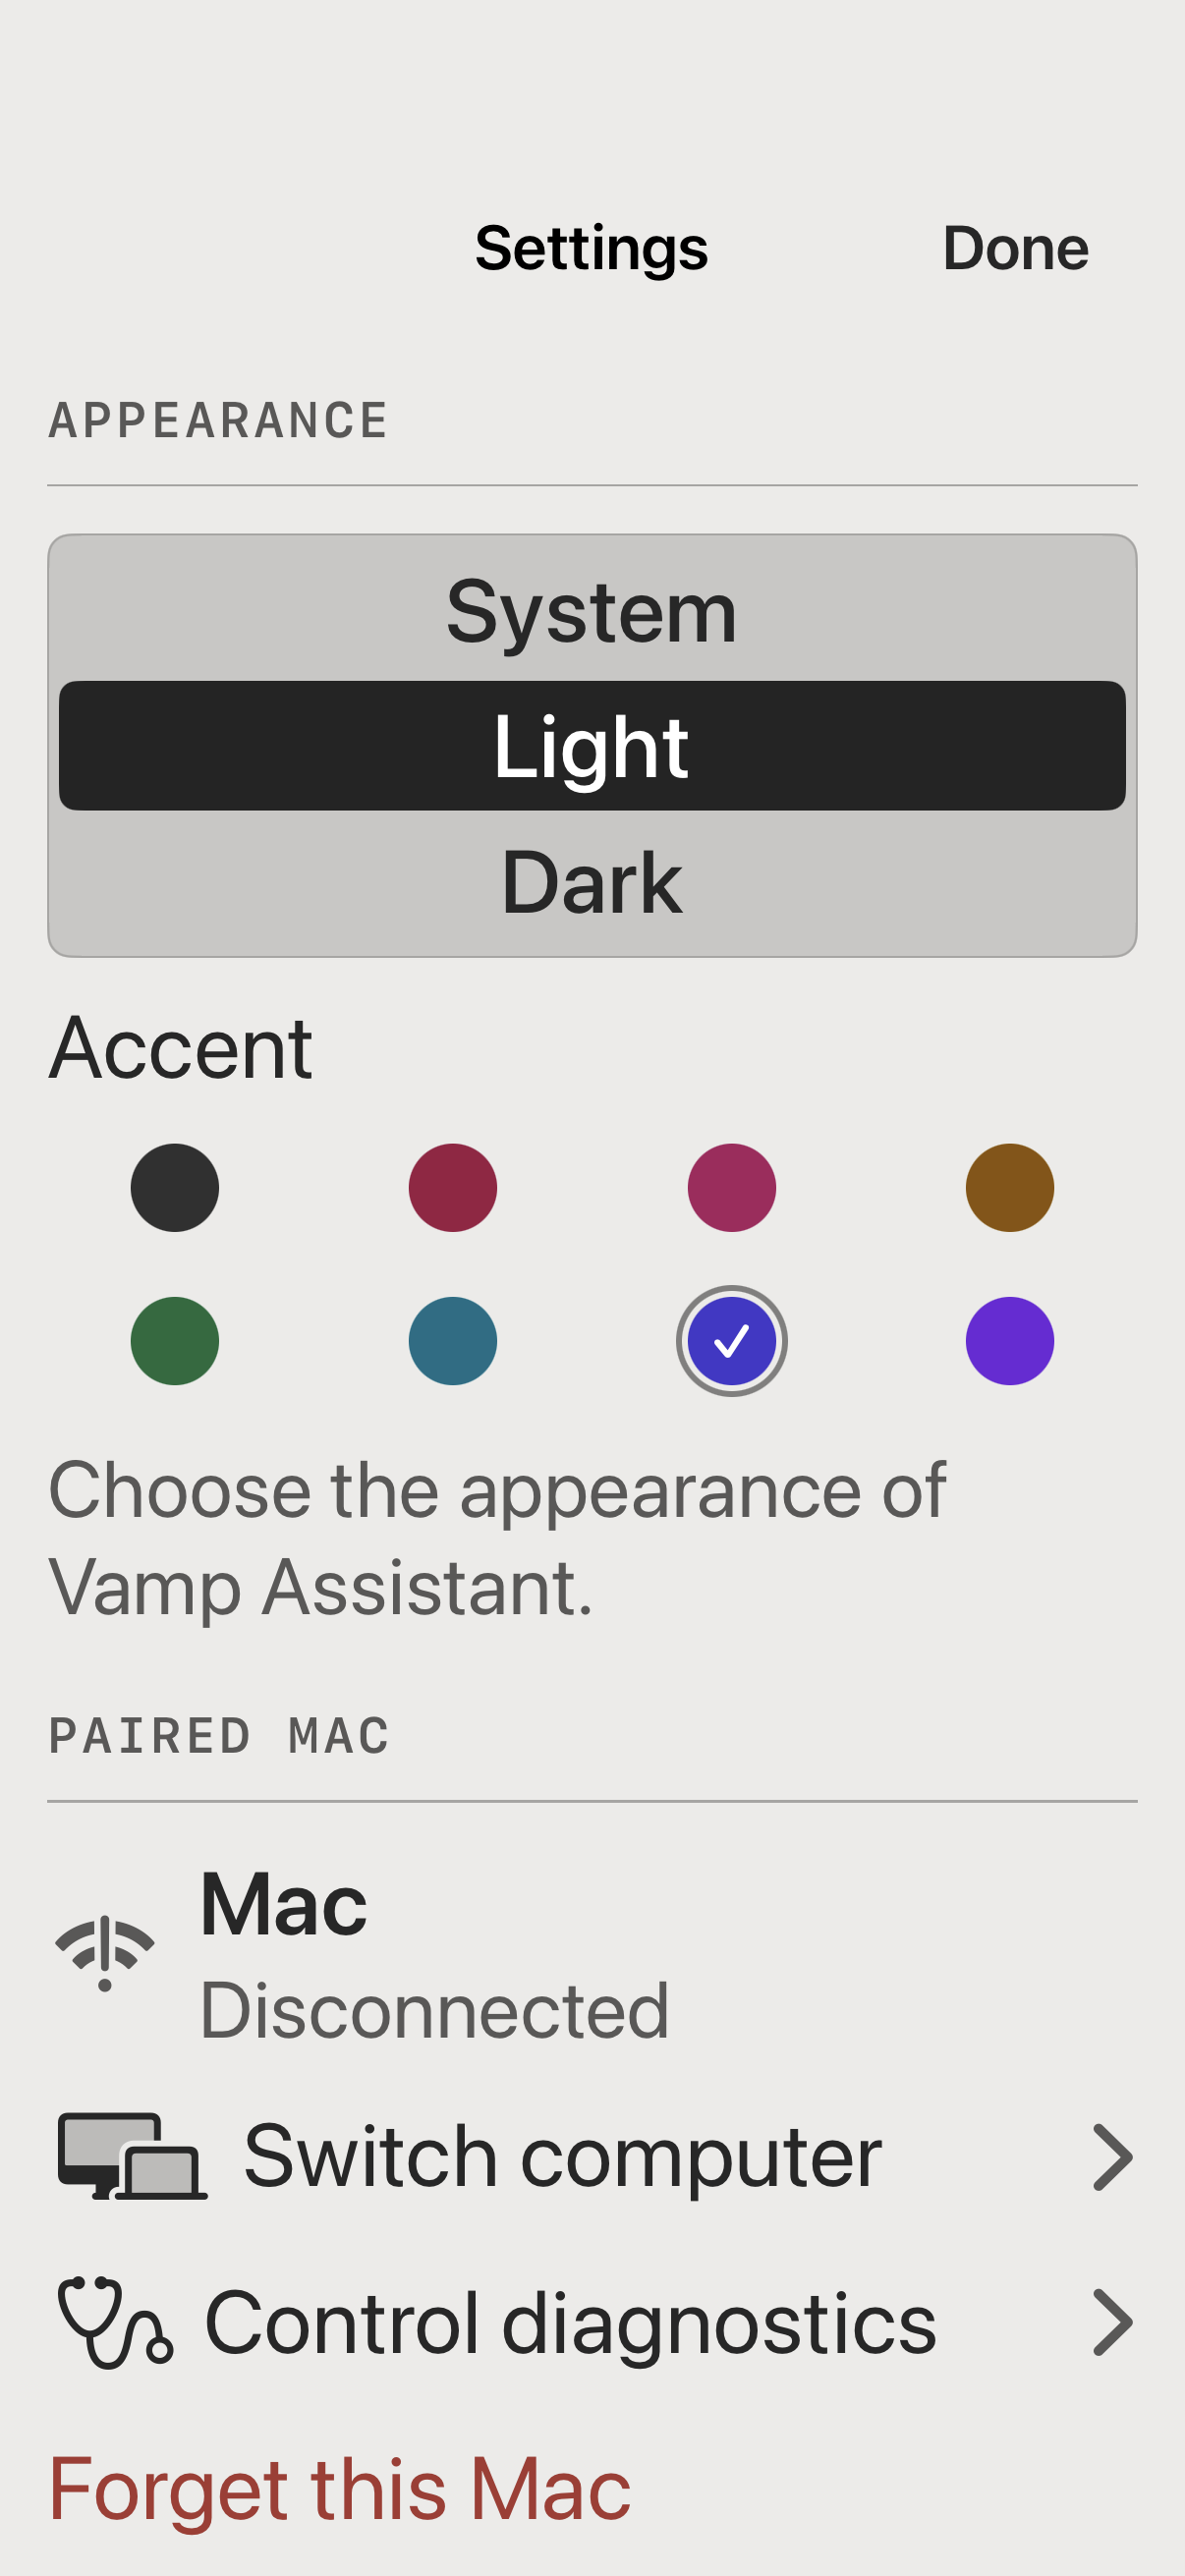 Settings
Done
APPEARANCE
System
Light
Dark
Accent
Choose the appearance of
Vamp Assistant.
PAIRED MAC
Mac
Disconnected
Switch computer
Control diagnostics
Forget this Mac